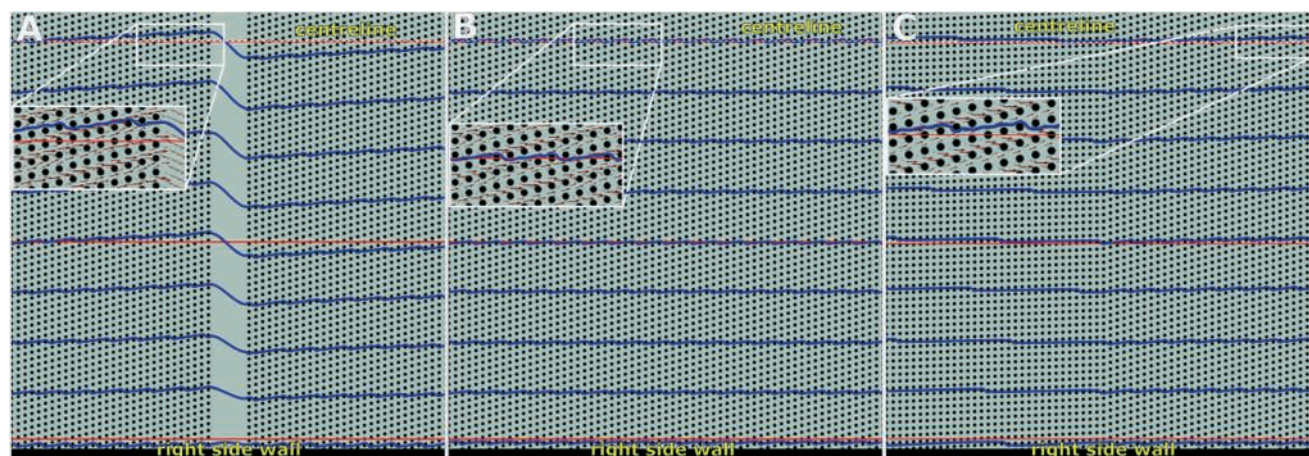 A
centreline
B
centreline
C
centreline
right side wall
right side wall
right side wall